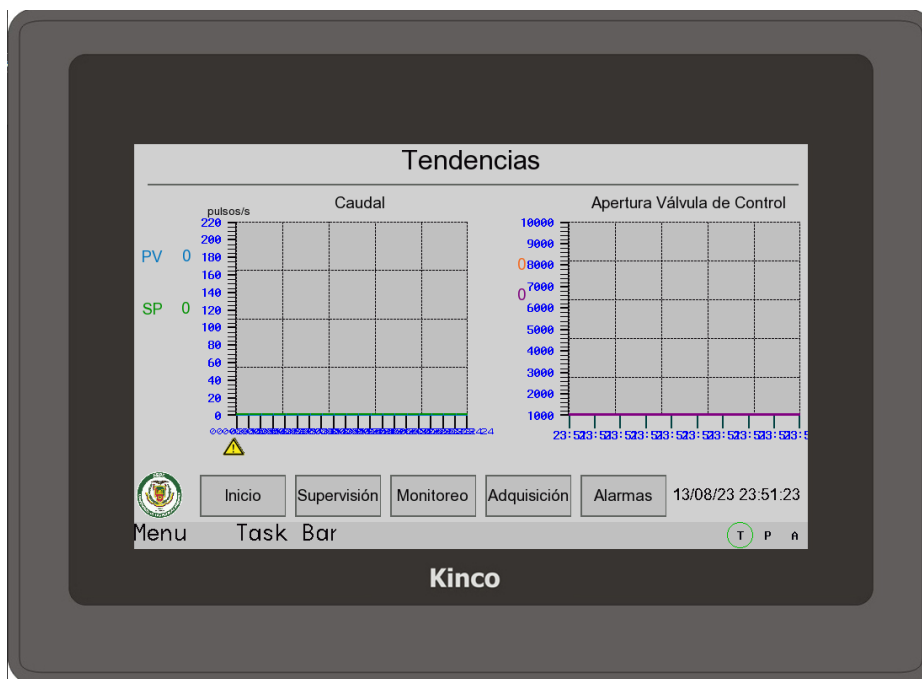 Tendencias
Caudal
Apertura Válvula de Control
pulsos/s
220
200
180
160
140
120
100
80
60
40
20
0
PV 0
SP 0
10000
9000
8000
7000
6000
5000
4000
3000
2000
1000
0
0
Inicio
Supervisión
Monitoreo
Adquisición
Alarmas
13/08/23 23:51:23
Menu Task Bar
T P A
Kinco